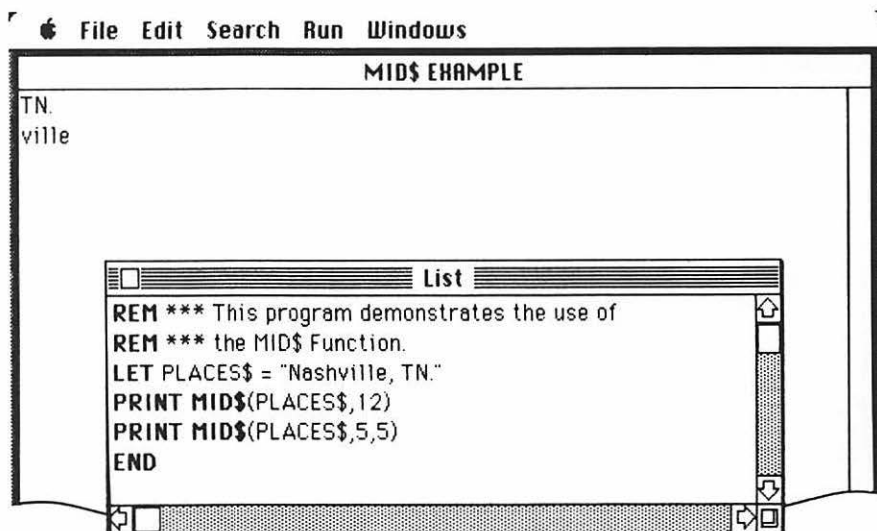 File Edit Search Run Windows
MID$ EXAMPLE
TN.
ville
List
REM *** This program demonstrates the use of
REM *** the MID$ Function.
LET PLACES$ = "Nashville, TN."
PRINT MID$(PLACES$,12)
PRINT MID$(PLACES$,5,5)
END